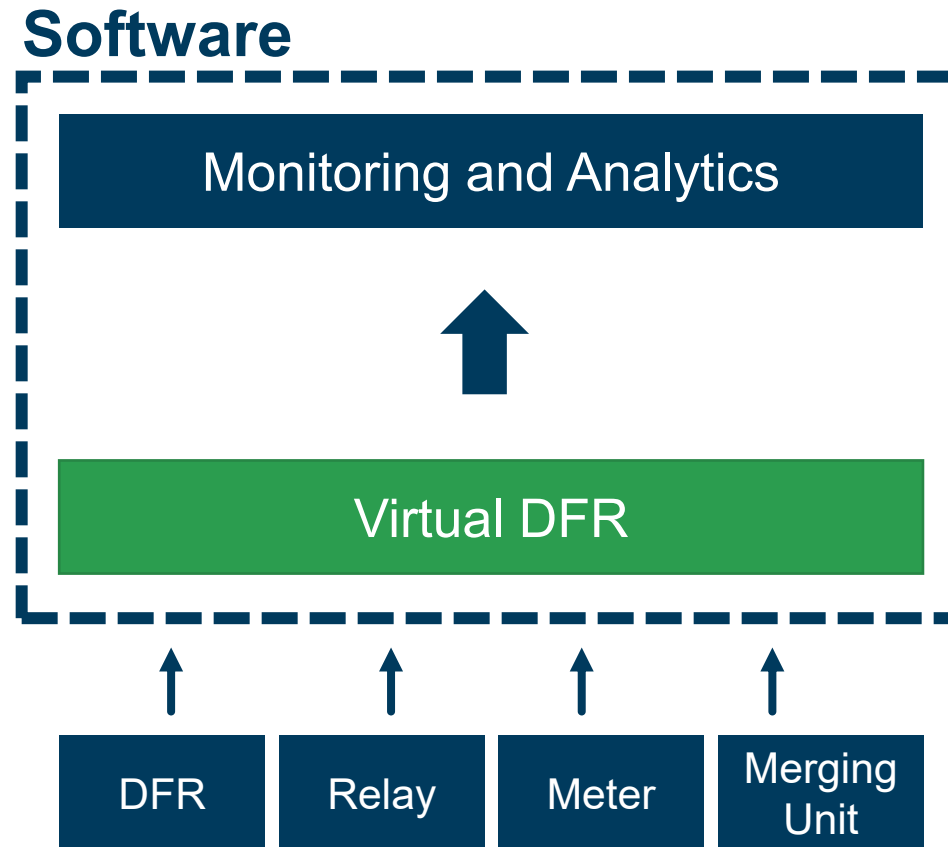 Software
Monitoring and Analytics
Virtual DFR
DFR
Relay
Meter
Merging
Unit